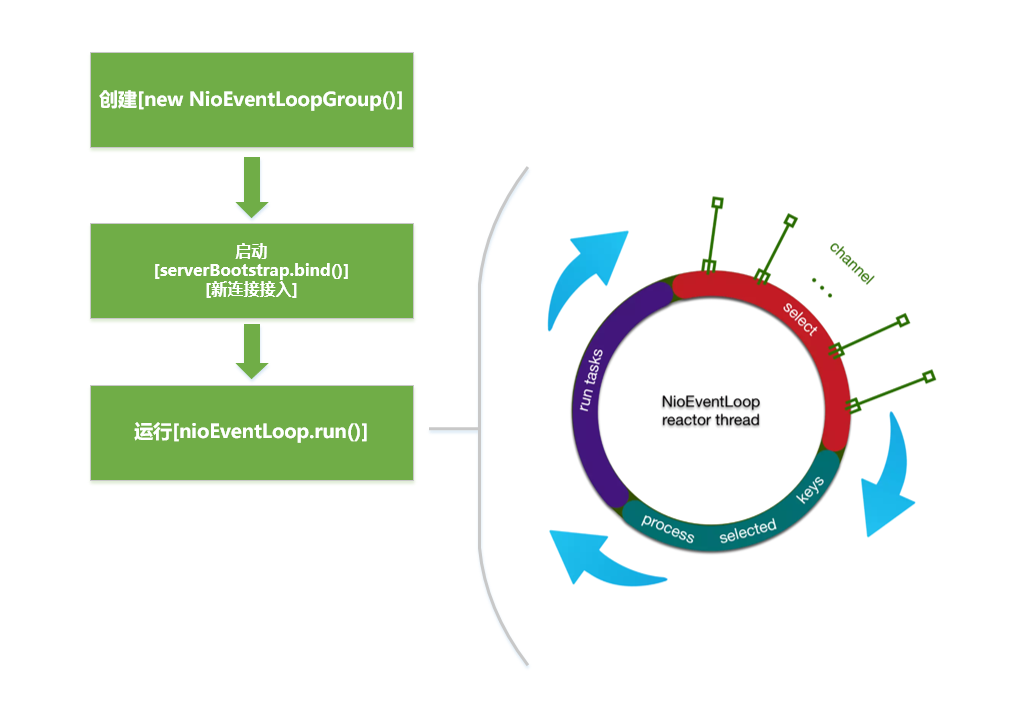 创建[new NioEventLoopGroup()]
启动
[serverBootstrap.bind()]
[新连接接入]
运行[nioEventLoop.run()]
channel
select
run tasks
NioEventLoop
reactor thread
process selected keys